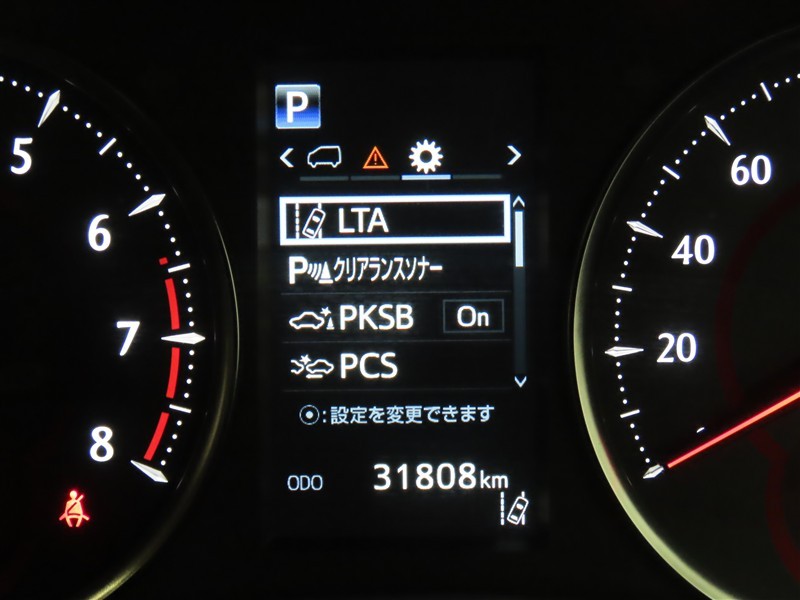 P
LTA
Pクリアランスソナー
PKSB On
PCS
:設定を変更できます
ODO 31808km
5
6
7
8
60
40
20